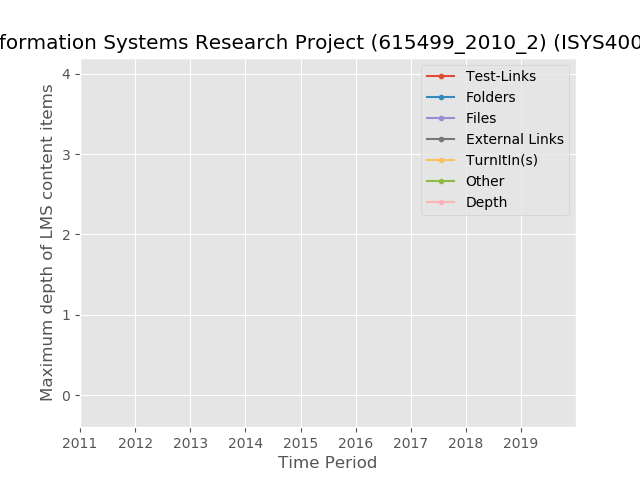 formation Systems Research Project (615499_2010_2) (ISYS400
Maximum depth of LMS content items
4
3
2
1
0
Test-Links
Folders
Files
External Links
TurnItIn(s)
Other
Depth
2011 2012 2013 2014 2015 2016 2017 2018 2019
Time Period